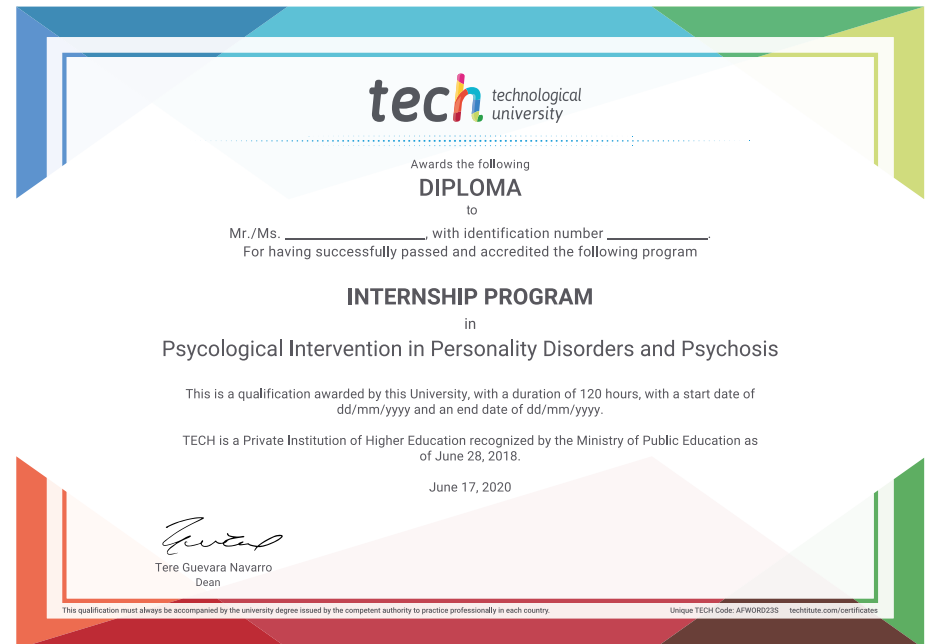 tech technological
university
Awards the following
DIPLOMA
to
Mr./Ms. ____________________, with identification number ______________.
For having successfully passed and accredited the following program
INTERNSHIP PROGRAM
in
Psycological Intervention in Personality Disorders and Psychosis
This is a qualification awarded by this University, with a duration of 120 hours, with a start date of
dd/mm/yyyy and an end date of dd/mm/yyyy.
TECH is a Private Institution of Higher Education recognized by the Ministry of Public Education as
of June 28, 2018.
June 17, 2020
Tere Guevara Navarro
Dean
This qualification must always be accompanied by the university degree issued by the competent authority to practice professionally in each country. Unique TECH Code: AFWORD23S techtitute.com/certificates